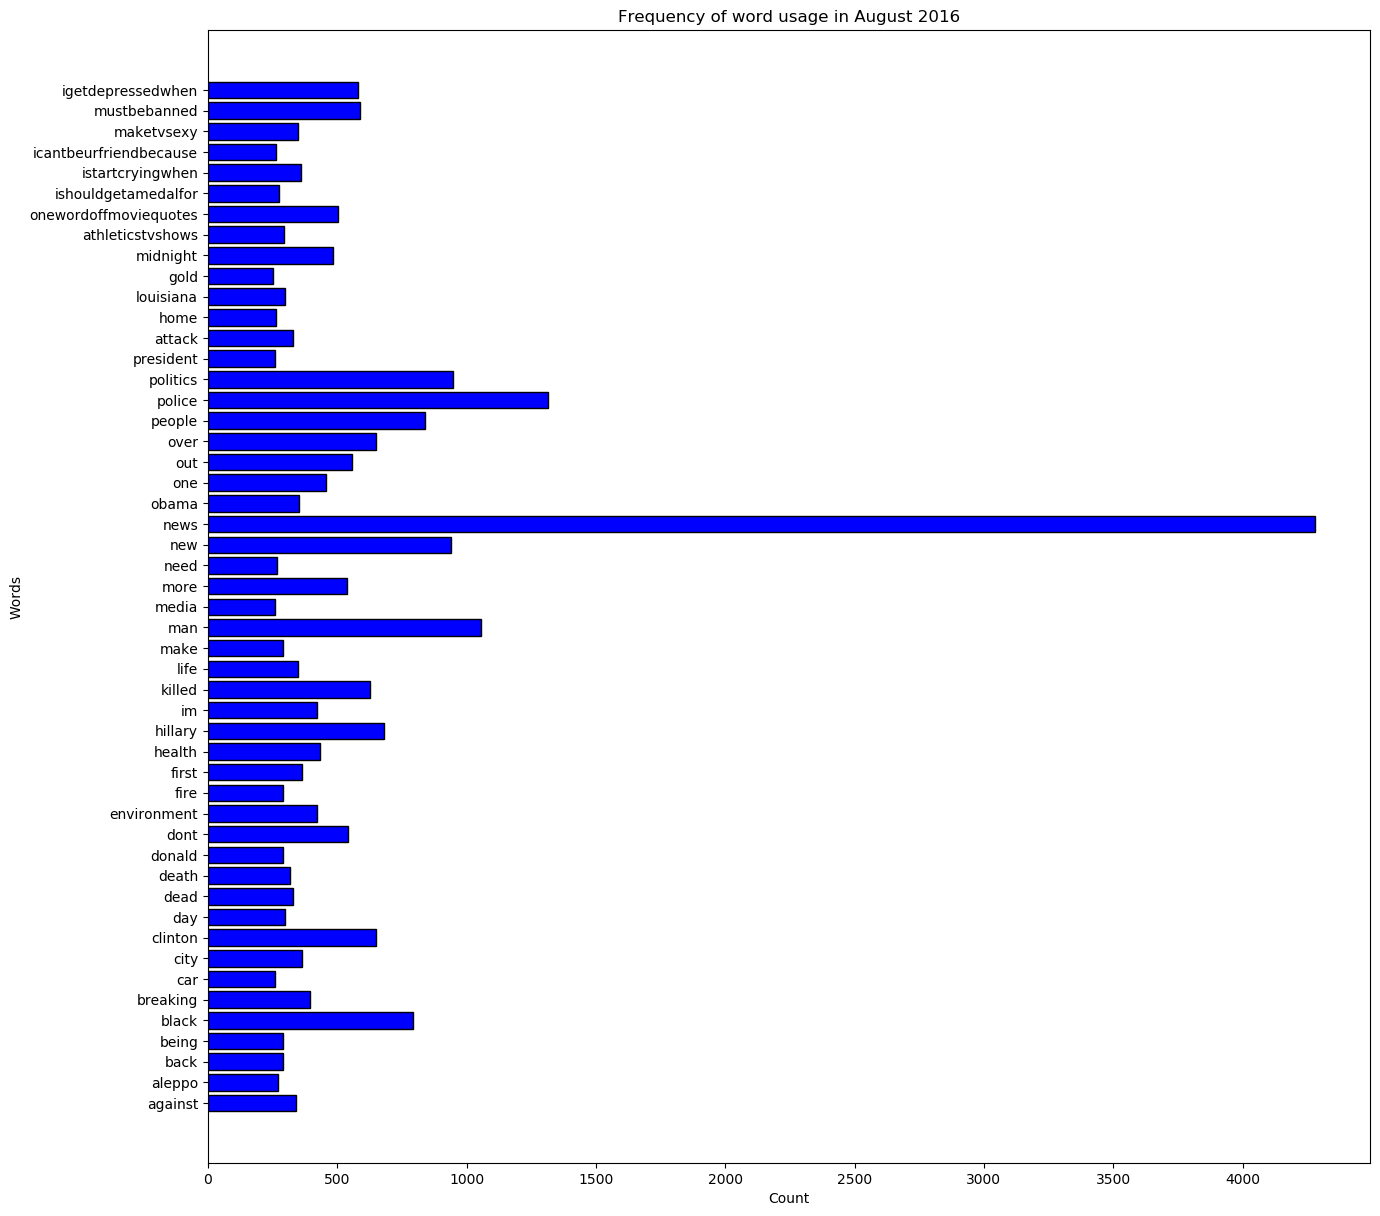 Frequency of word usage in August 2016
igetdepressedwhen
mustbebanned
maketvsexy
icantbeurfriendbecause
istartcryingwhen
ishouldgetamedalfor
onewordoffmoviequotes
athleticstvshows
midnight
gold
louisiana
home
attack
president
politics
police
people
over
out
one
obama
news
new
need
more
media
man
make
life
killed
im
hillary
health
first
fire
environment
dont
donald
death
dead
day
clinton
city
car
breaking
black
being
back
aleppo
against
Words
0 500 1000 1500 2000 2500 3000 3500 4000
Count